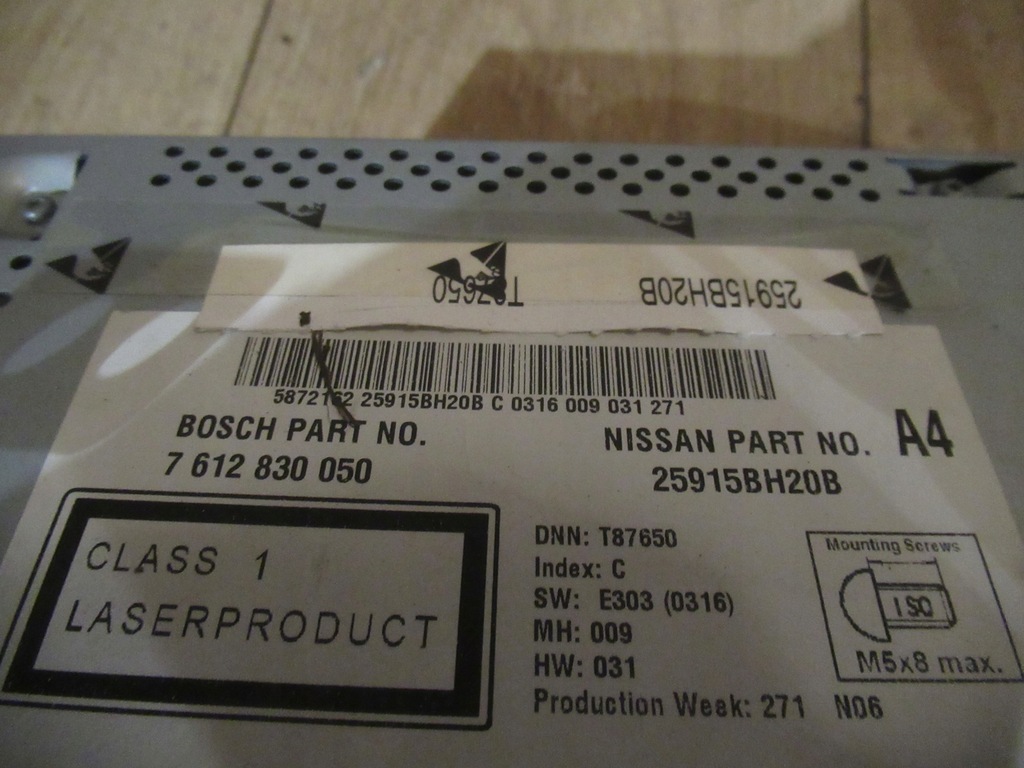 T87650
25915BH20B
5872162 25915BH20B C 0316 009 031 271
BOSCH PART NO.
7 612 830 050
NISSAN PART NO.
25915BH20B
A4
CLASS 1
LASERPRODUCT
DNN: T87650
Index: C
SW: E303 (0316)
MH: 009
HW: 031
Production Week: 271 N06
Mounting Screws
ISO
M5x8 max.